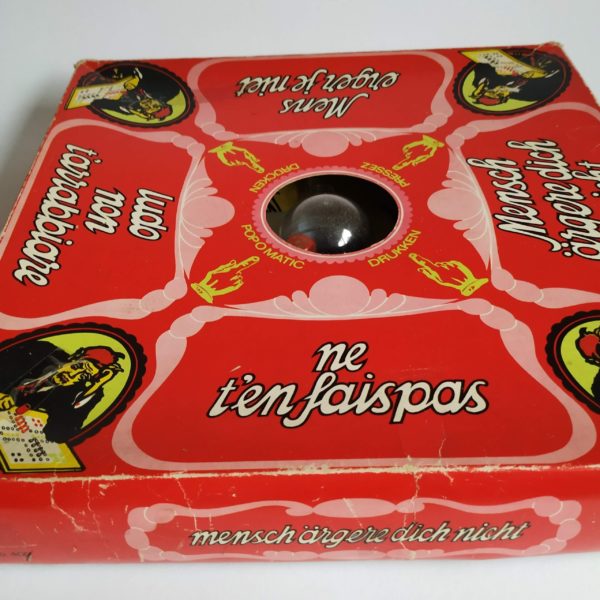 Mens
erger je niet
Mensch
ärgere dich
ludo
non
t'arrabbiare
DRÜCKEN
PRESSEZ
POP-O-MATIC
DRUKKEN
ne
t'en fais pas
mensch ärgere dich nicht